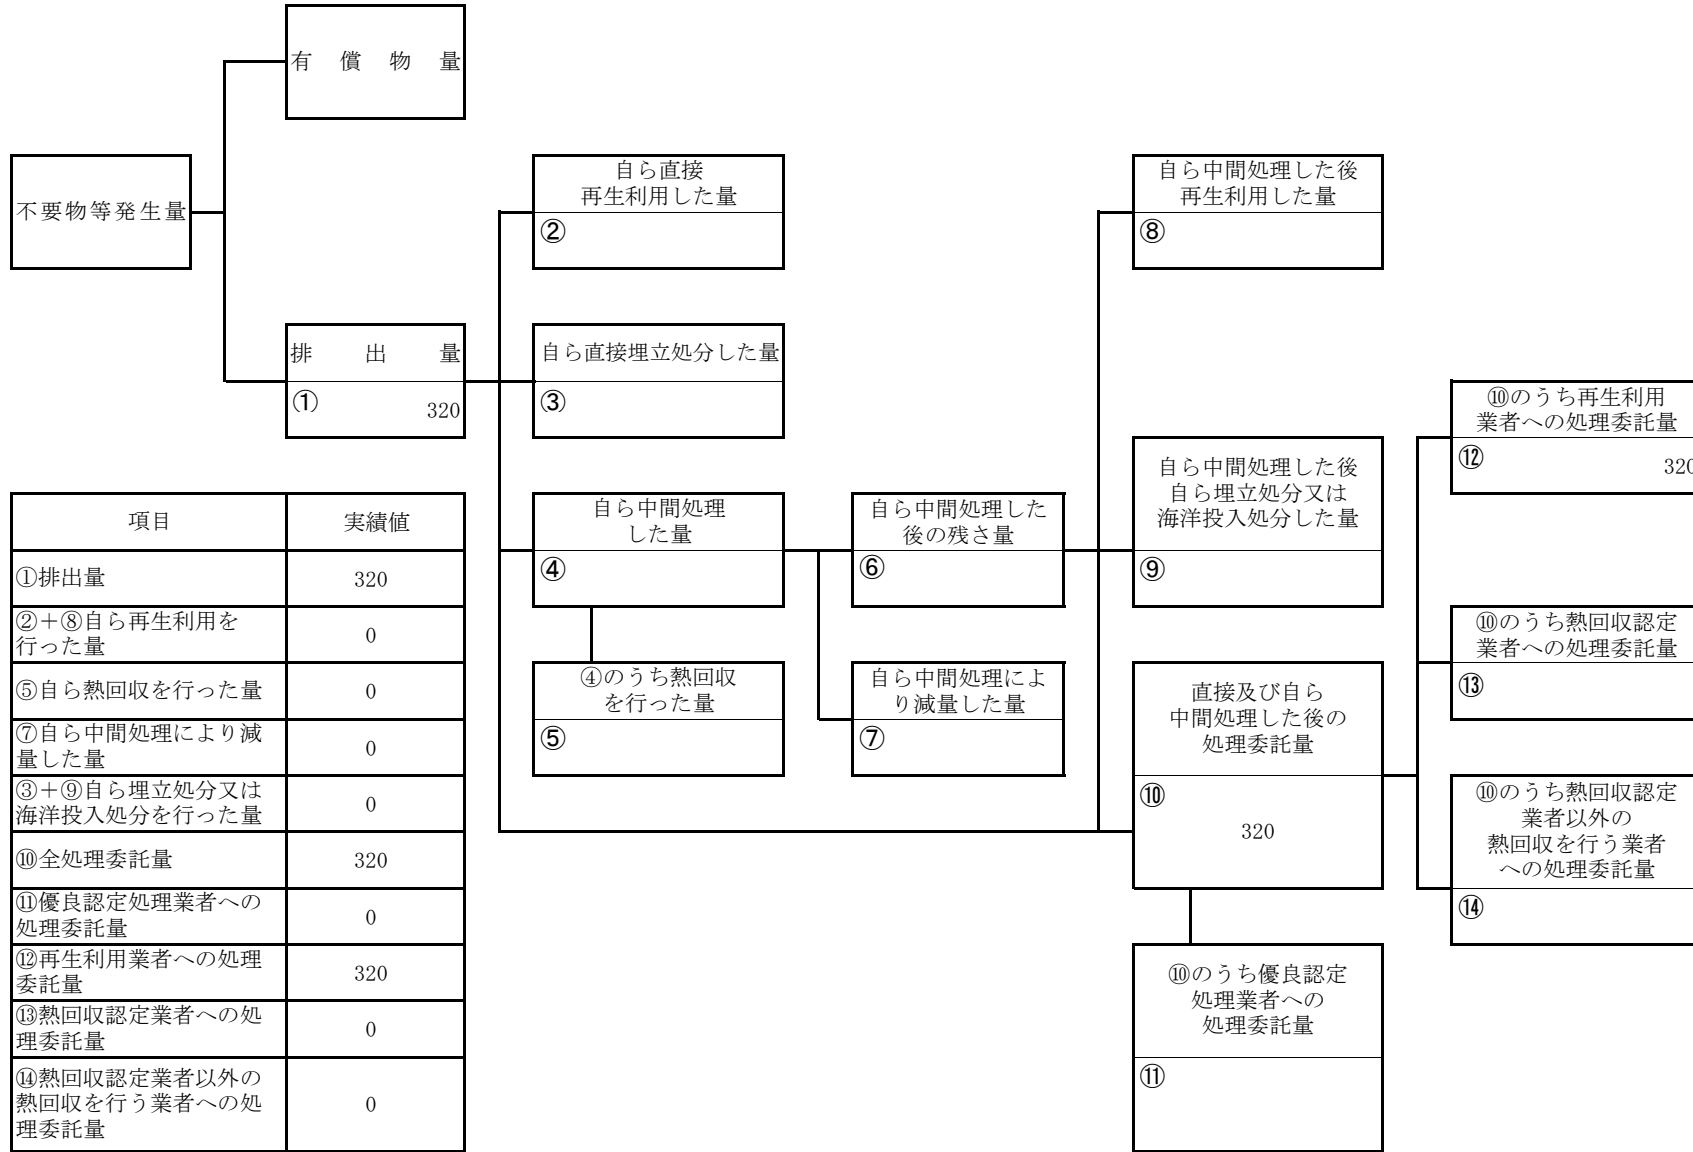 有償物量
不要物等発生量
排出量
①
320
自ら直接
再生利用した量
②
自ら直接埋立処分した量
③
自ら中間処理
した量
④
④のうち熱回収
を行った量
⑤
自ら中間処理した
後の残さ量
⑥
自ら中間処理によ
り減量した量
⑦
自ら中間処理した後
再生利用した量
⑧
自ら中間処理した後
自ら埋立処分又は
海洋投入処分した量
⑨
直接及び自ら
中間処理した後の
処理委託量
⑩
320
⑩のうち優良認定
処理業者への
処理委託量
⑪
⑩のうち再生利用
業者への処理委託量
⑫
320
⑩のうち熱回収認定
業者への処理委託量
⑬
⑩のうち熱回収認定
業者以外の
熱回収を行う業者
への処理委託量
⑭
項目 実績値
①排出量 320
②＋⑧自ら再生利用を
行った量 0
⑤自ら熱回収を行った量 0
⑦自ら中間処理により減
量した量 0
③＋⑨自ら埋立処分又は
海洋投入処分を行った量 0
⑩全処理委託量 320
⑪優良認定処理業者への
処理委託量 0
⑫再生利用業者への処理
委託量 320
⑬熱回収認定業者への処
理委託量 0
⑭熱回収認定業者以外の
熱回収を行う業者への処
理委託量 0